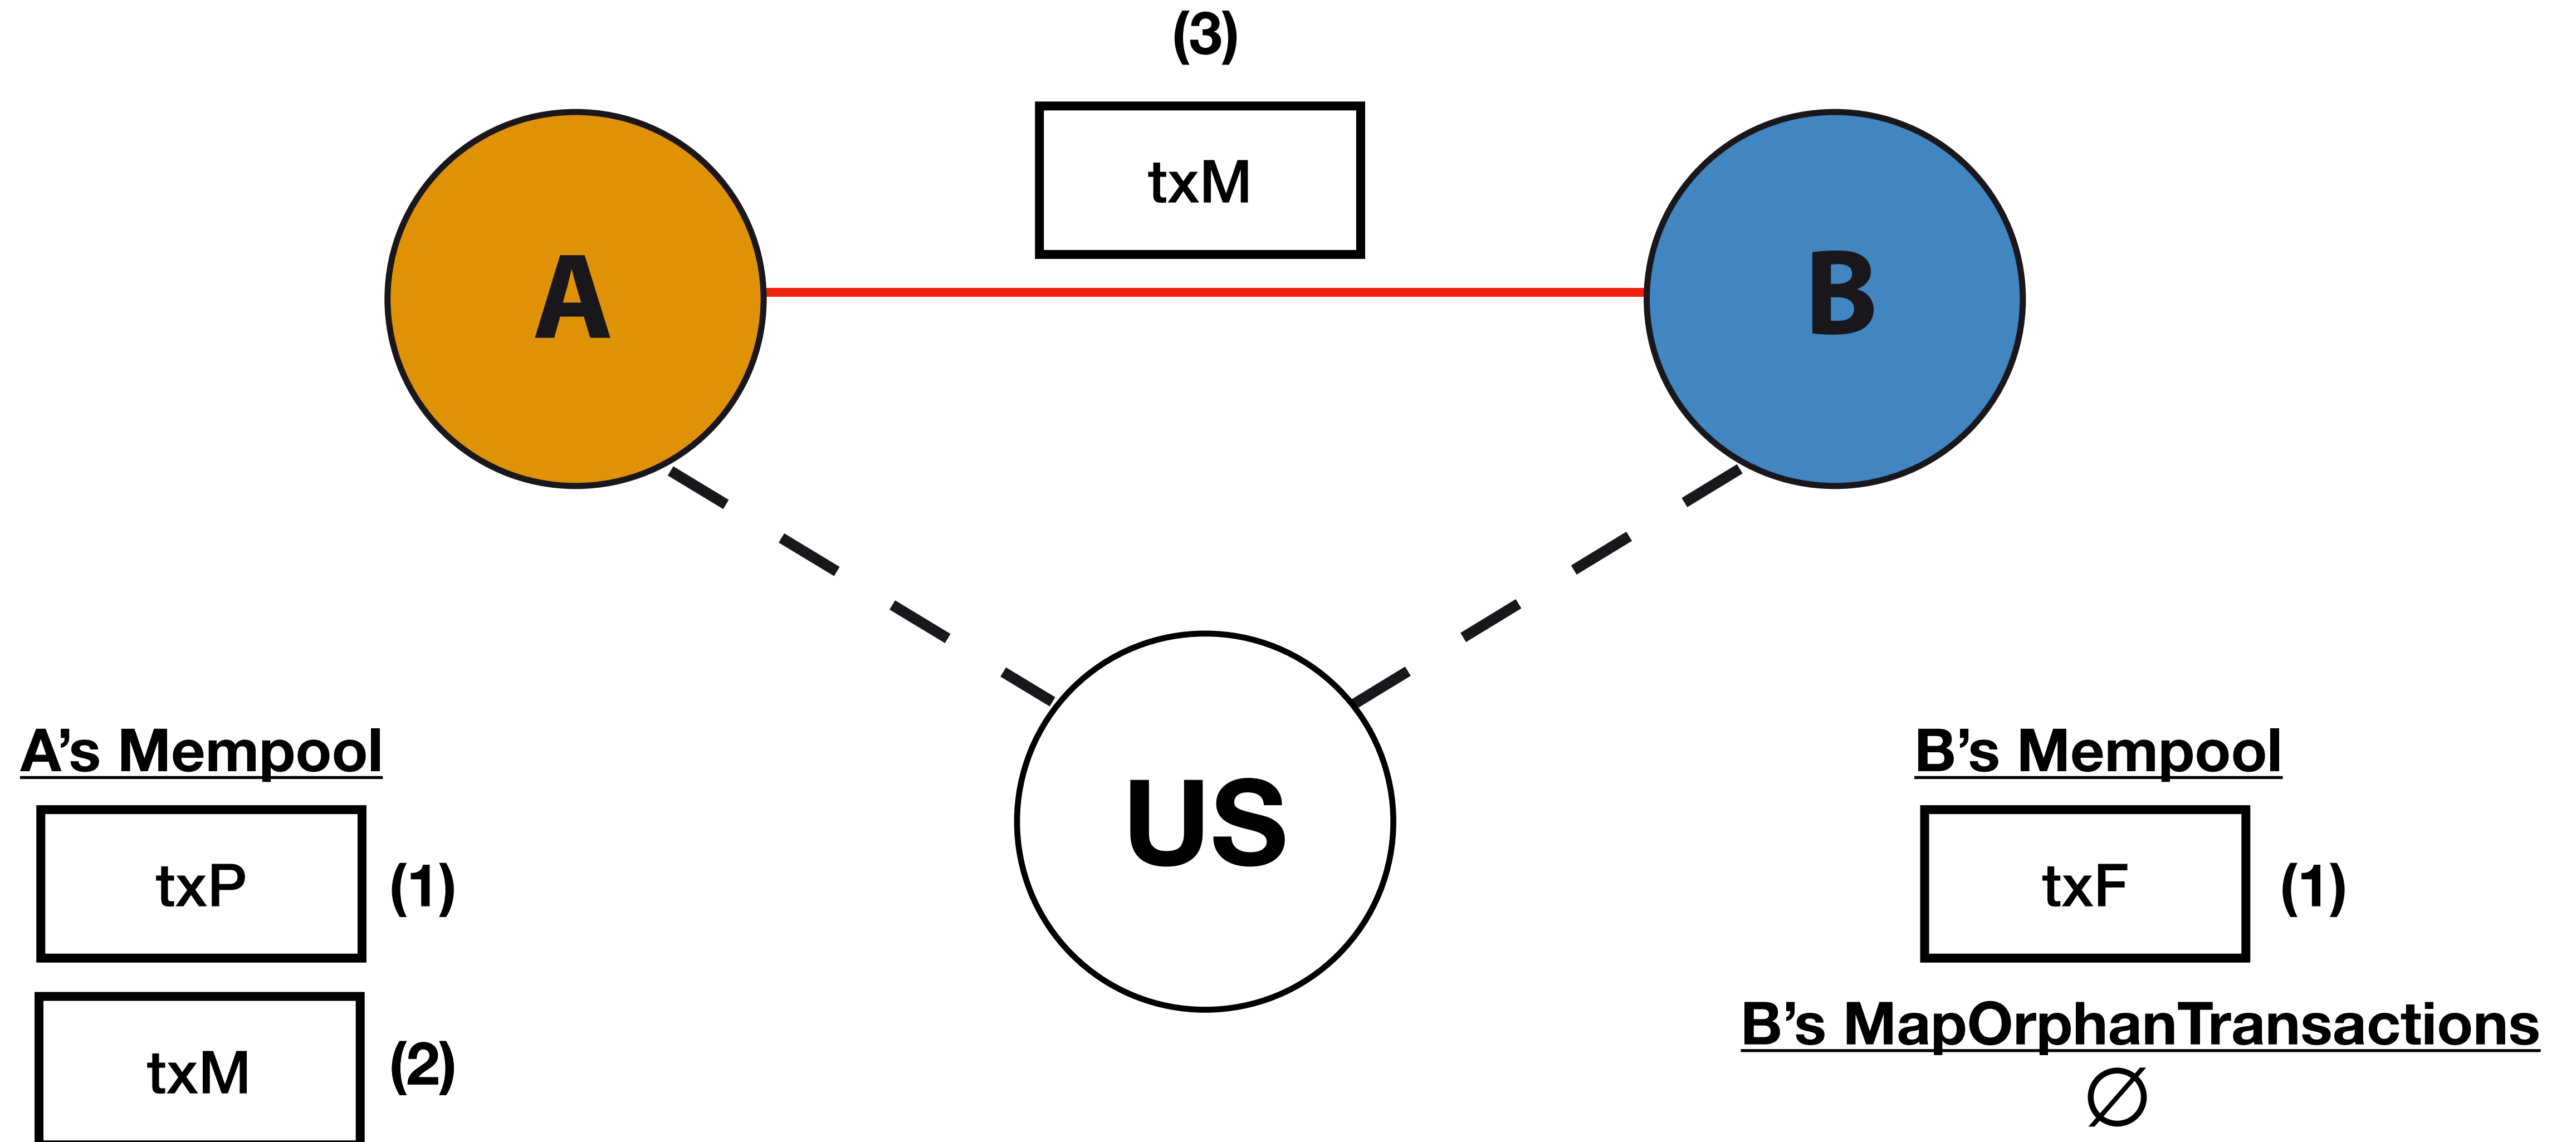 (3)
txM
A
B
US
A’s Mempool
txP
(1)
txM
(2)
B’s Mempool
txF
(1)
B’s MapOrphanTransactions
∅